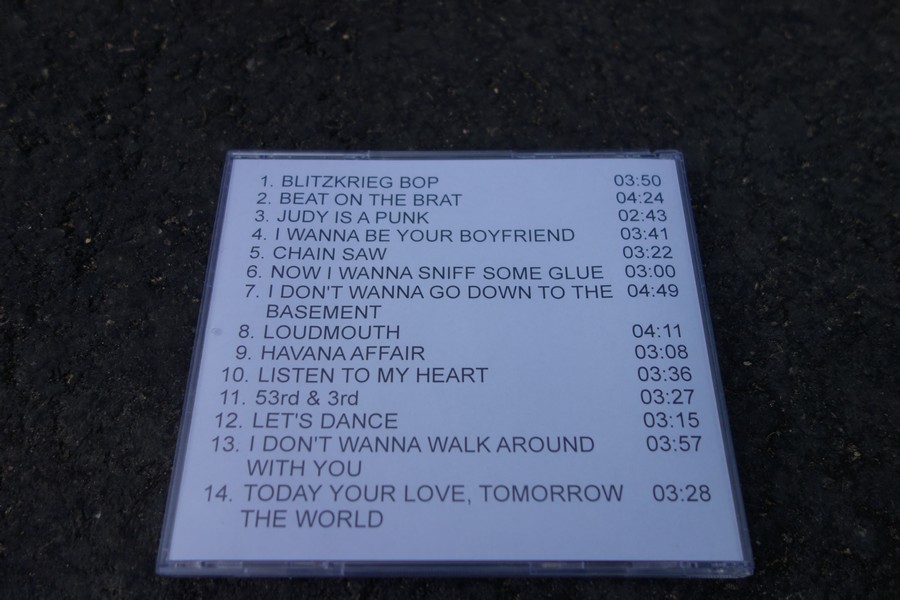 1. BLITZKRIEG BOP 03:50
2. BEAT ON THE BRAT 04:24
3. JUDY IS A PUNK 02:43
4. I WANNA BE YOUR BOYFRIEND 03:41
5. CHAIN SAW 03:22
6. NOW I WANNA SNIFF SOME GLUE 03:00
7. I DON'T WANNA GO DOWN TO THE 04:49
BASEMENT
8. LOUDMOUTH 04:11
9. HAVANA AFFAIR 03:08
10. LISTEN TO MY HEART 03:36
11. 53rd & 3rd 03:27
12. LET'S DANCE 03:15
13. I DON'T WANNA WALK AROUND 03:57
WITH YOU
14. TODAY YOUR LOVE, TOMORROW 03:28
THE WORLD